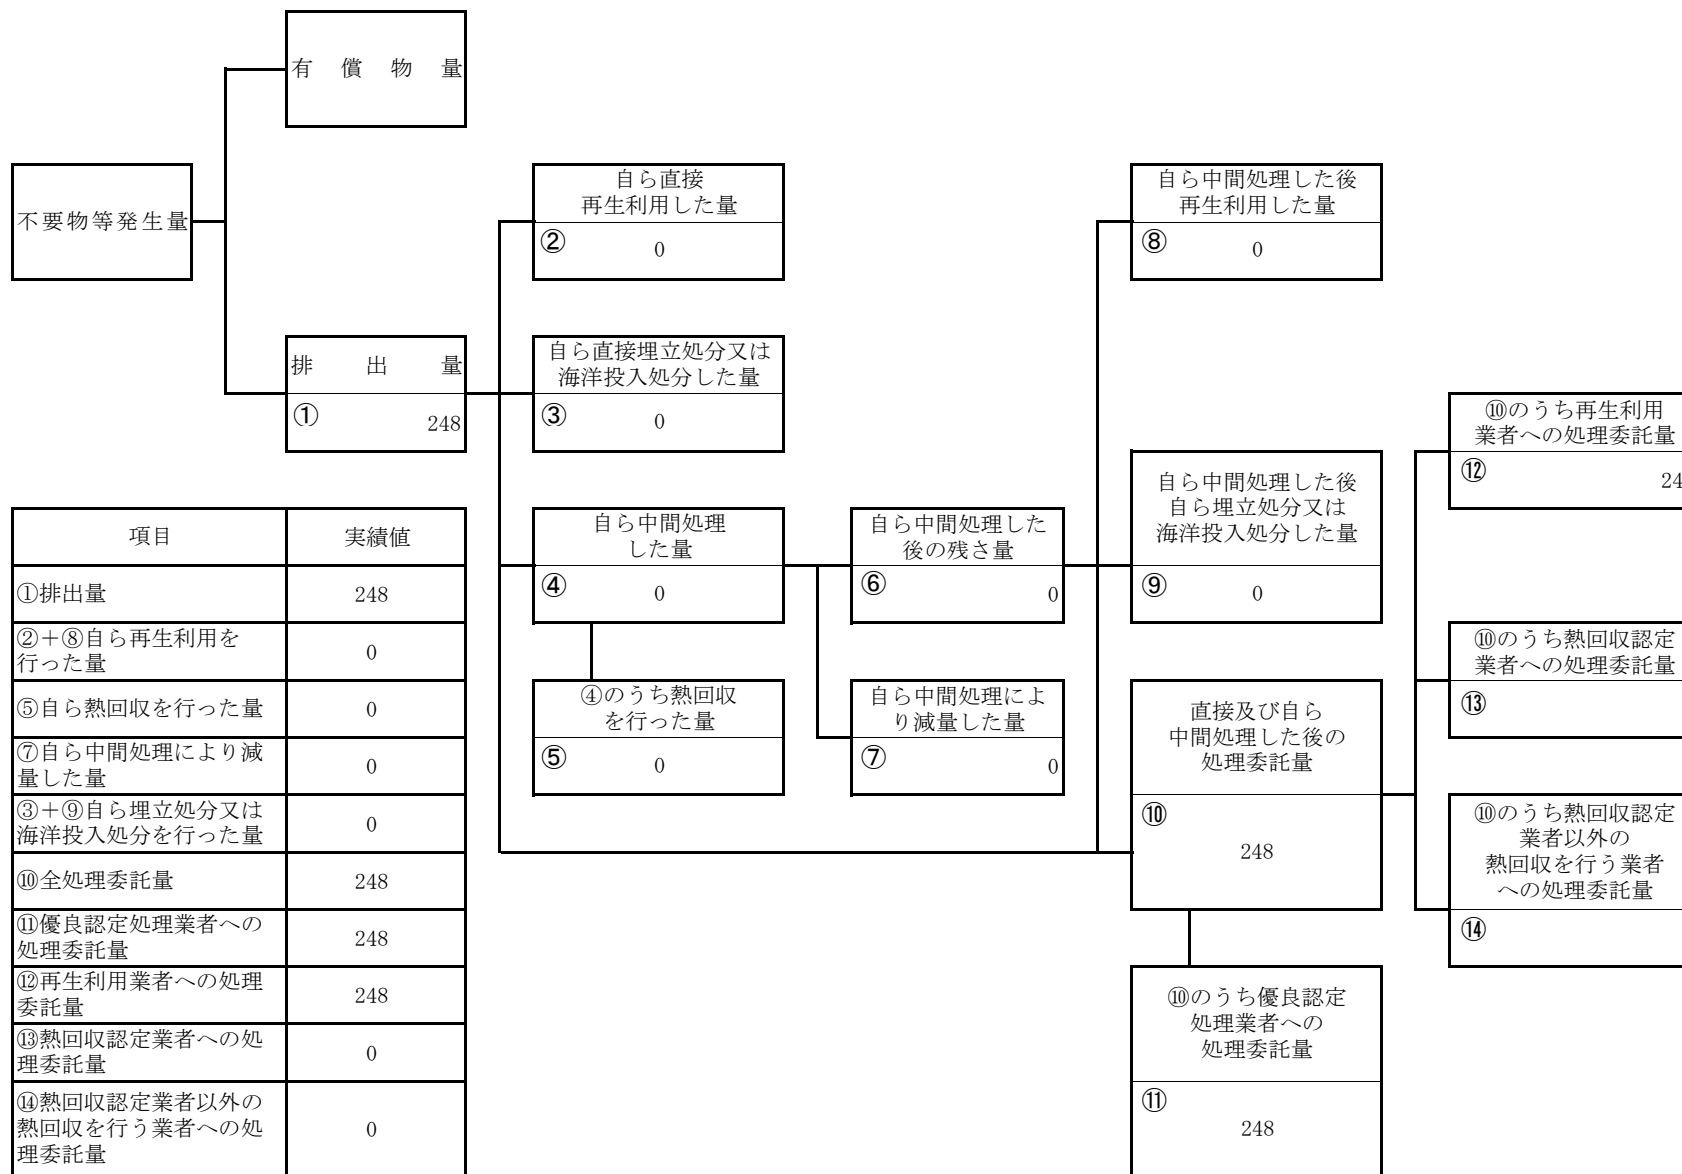 有償物量
不要物等発生量
排出量
①
248
自ら直接
再生利用した量
②
0
自ら直接埋立処分又は
海洋投入処分した量
③
0
自ら中間処理
した量
④
0
④のうち熱回収
を行った量
⑤
0
自ら中間処理した
後の残さ量
⑥
0
自ら中間処理によ
り減量した量
⑦
0
自ら中間処理した後
再生利用した量
⑧
0
自ら中間処理した後
自ら埋立処分又は
海洋投入処分した量
⑨
0
直接及び自ら
中間処理した後の
処理委託量
⑩
248
⑩のうち優良認定
処理業者への
処理委託量
⑪
248
⑩のうち再生利用
業者への処理委託量
⑫
⑩のうち熱回収認定
業者への処理委託量
⑬
⑩のうち熱回収認定
業者以外の
熱回収を行う業者
への処理委託量
⑭
項目 実績値
①排出量 248
②＋⑧自ら再生利用を
行った量 0
⑤自ら熱回収を行った量 0
⑦自ら中間処理により減
量した量 0
③＋⑨自ら埋立処分又は
海洋投入処分を行った量 0
⑩全処理委託量 248
⑪優良認定処理業者への
処理委託量 248
⑫再生利用業者への処理
委託量 248
⑬熱回収認定業者への処
理委託量 0
⑭熱回収認定業者以外の
熱回収を行う業者への処
理委託量 0